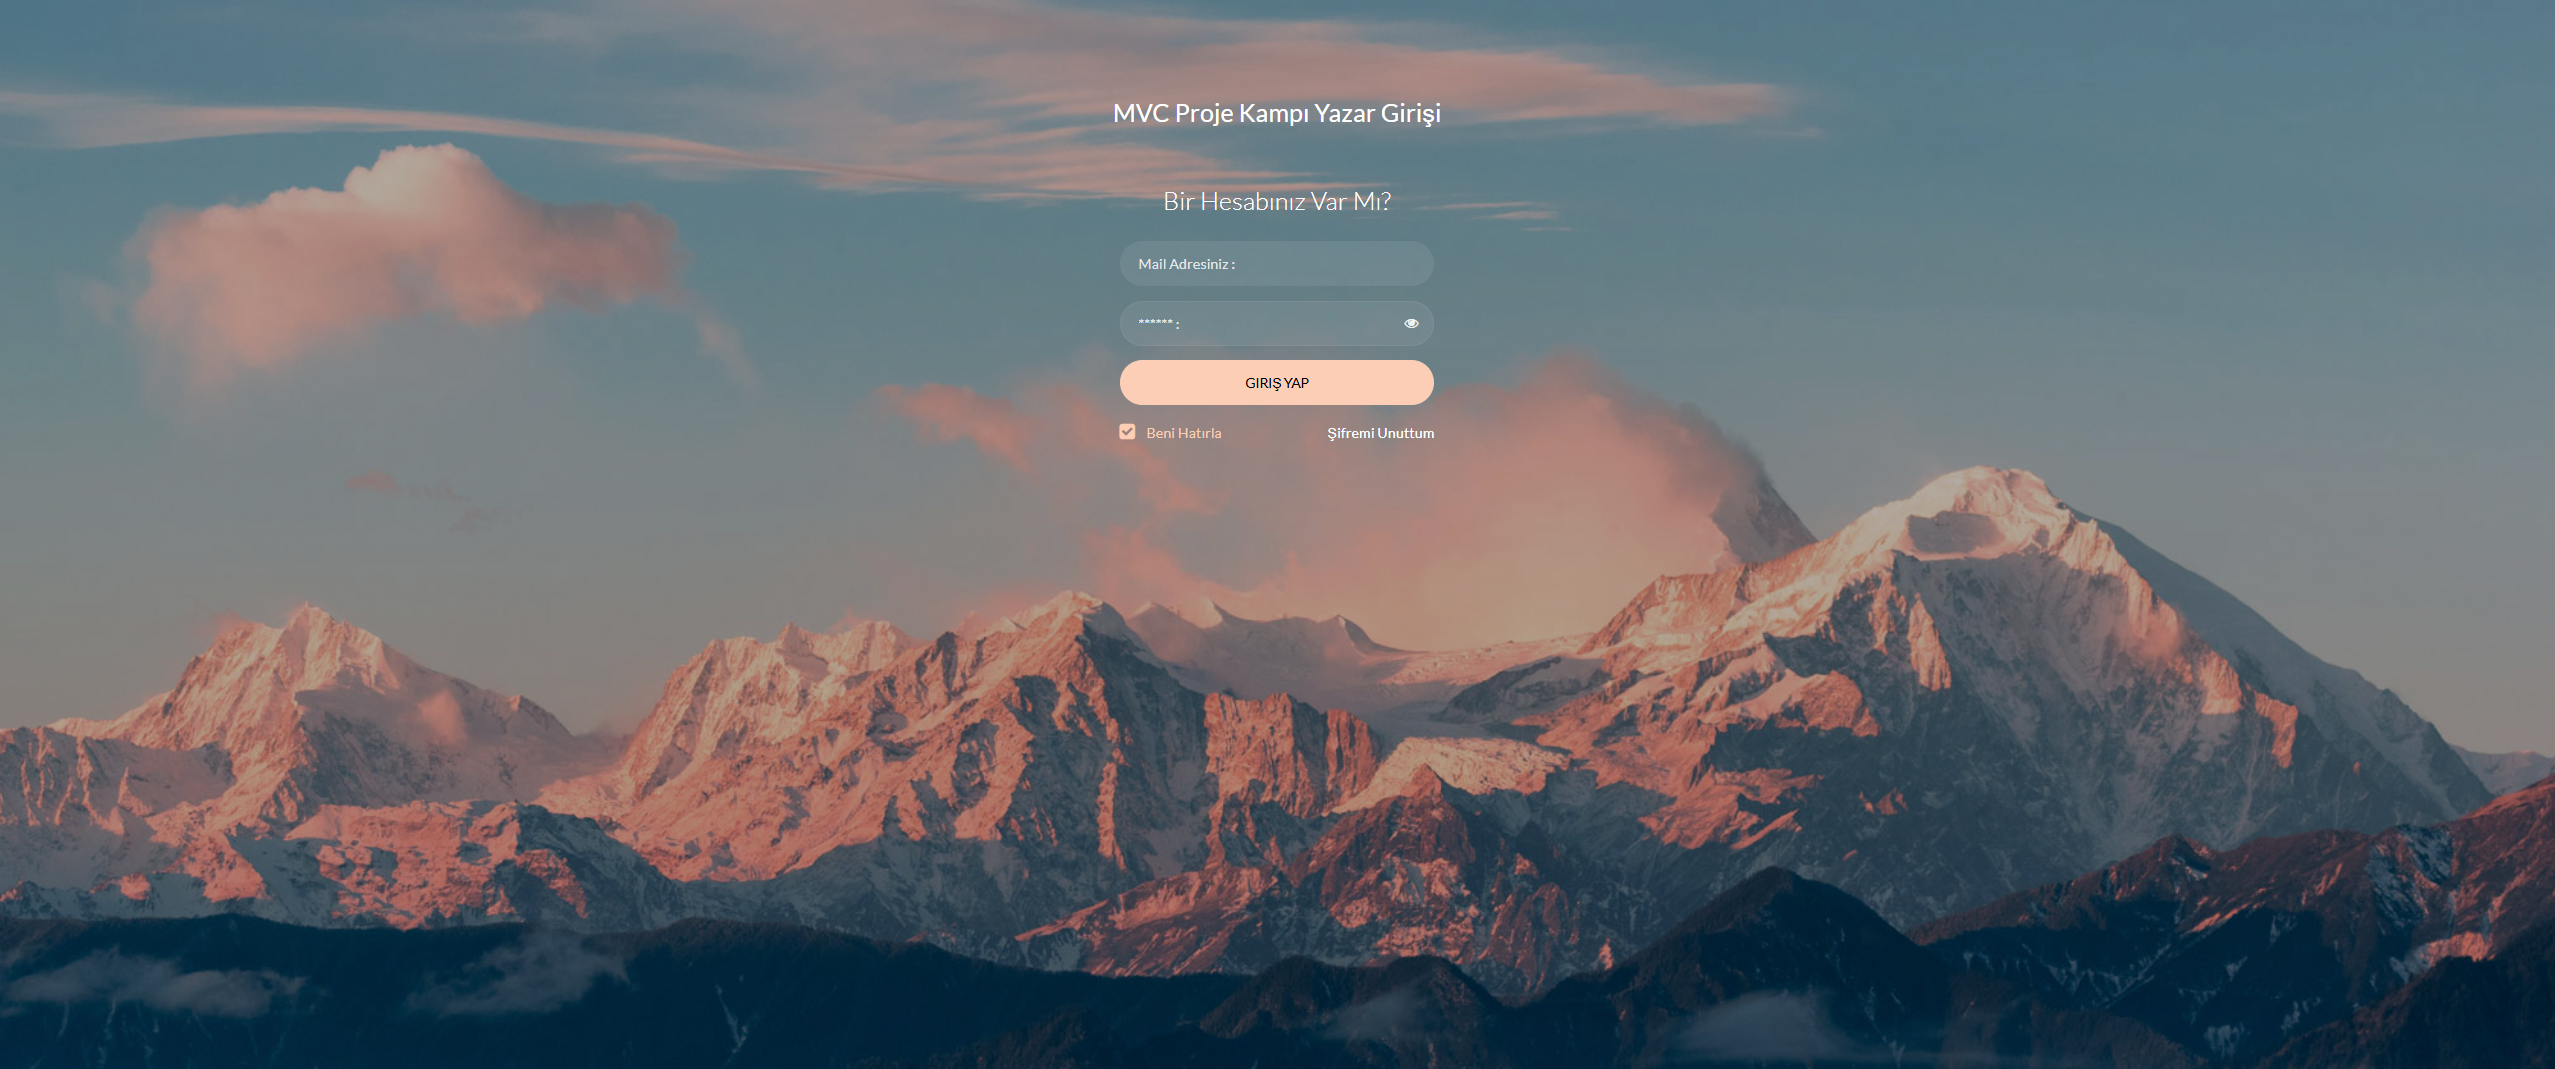 MVC Proje Kampı Yazar Girişi
Bir Hesabınız Var Mı?
Mail Adresiniz :
****** :
GIRIŞ YAP
Beni Hatırla
Şifremi Unuttum